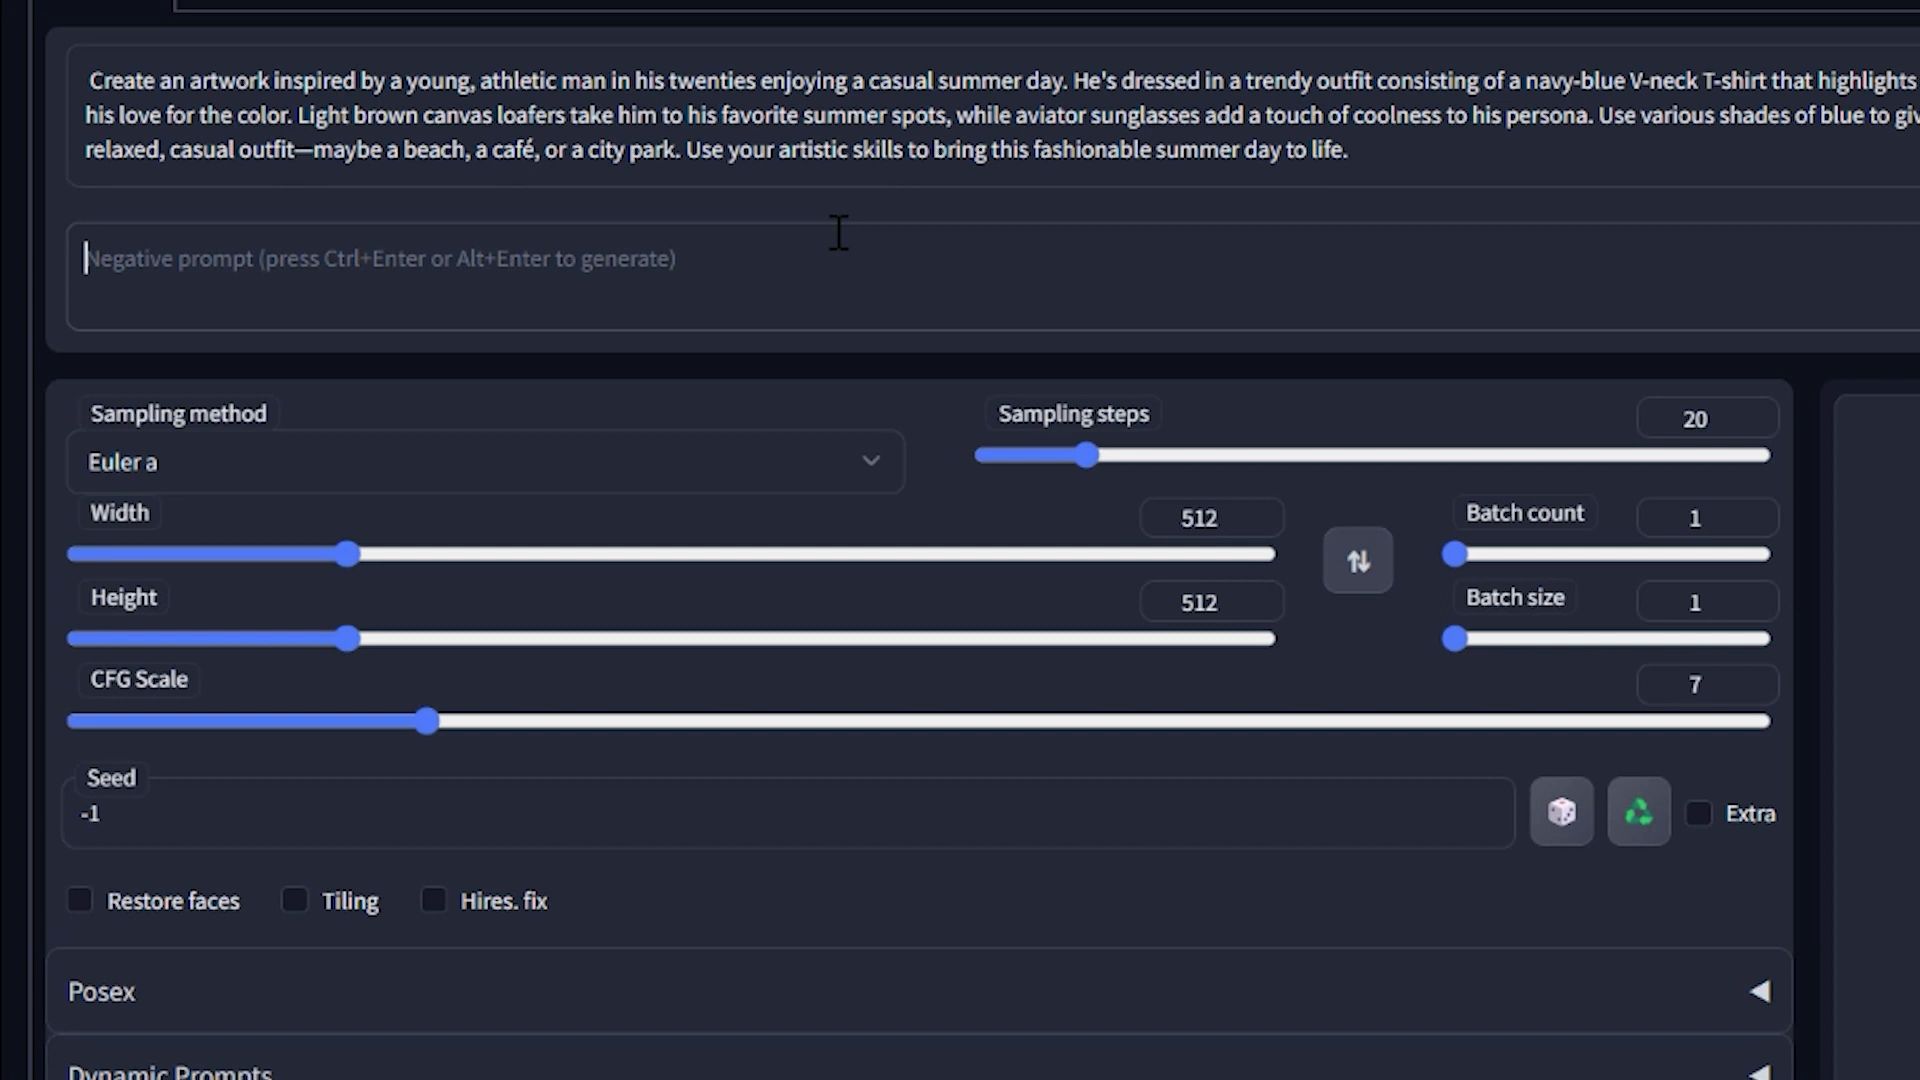 Create an artwork inspired by a young, athletic man in his twenties enjoying a casual summer day. He's dressed in a trendy outfit consisting of a navy-blue V-neck T-shirt that highlights
his love for the color. Light brown canvas loafers take him to his favorite summer spots, while aviator sunglasses add a touch of coolness to his persona. Use various shades of blue to
relaxed, casual outfit—maybe a beach, a café, or a city park. Use your artistic skills to bring this fashionable summer day to life.
Negative prompt (press Ctrl+Enter or Alt+Enter to generate)
Sampling method
Sampling steps
20
Euler a
Width
512
Batch count
1
Height
512
Batch size
1
CFG Scale
7
Seed
-1
Extra
Restore faces
Tiling
Hires. fix
Posex
Dynamic Prompts